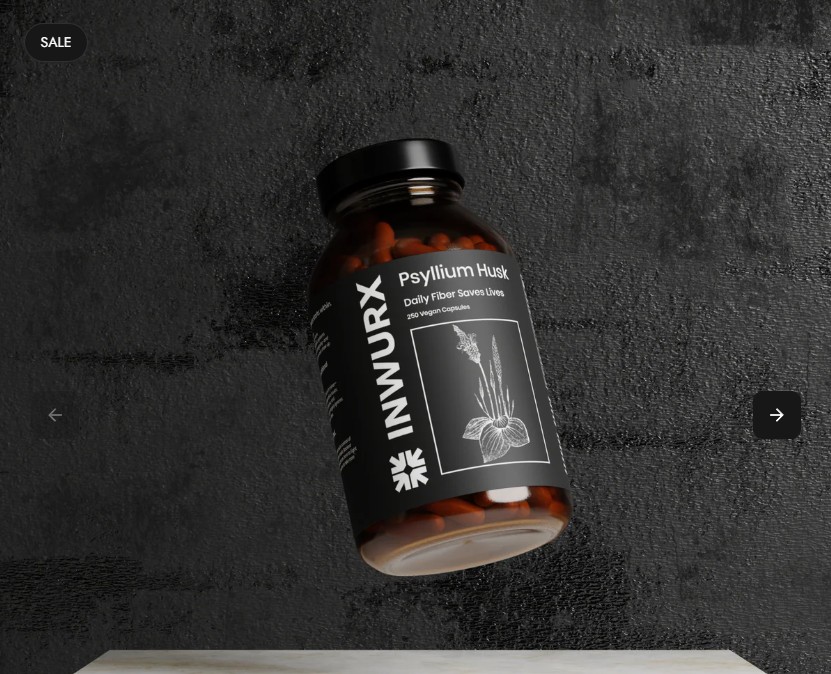 SALE
Psyllium Husk
Daily Fiber Saves Lives
250 Vegan Capsules
INWURX